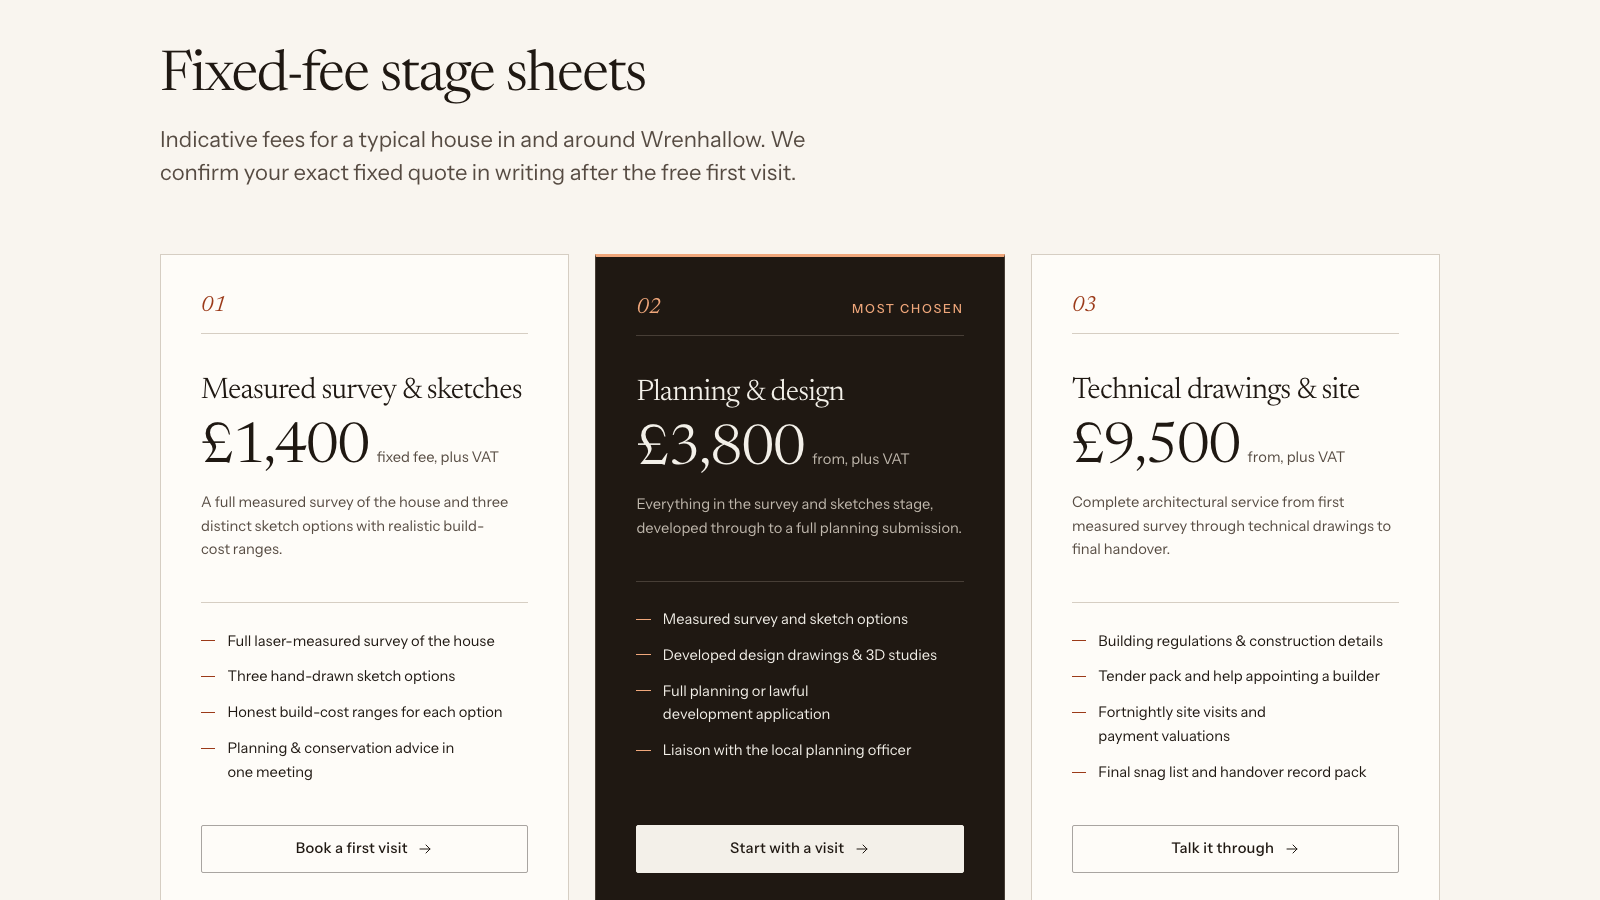 Fixed-fee stage sheets
Indicative fees for a typical house in and around Wrenhallow. We
confirm your exact fixed quote in writing after the free first visit.
01
Measured survey & sketches
£1,400 fixed fee, plus VAT
A full measured survey of the house and three
distinct sketch options with realistic build-
cost ranges.
— Full laser-measured survey of the house
— Three hand-drawn sketch options
— Honest build-cost ranges for each option
— Planning & conservation advice in
one meeting
Book a first visit →
02 MOST CHOSEN
Planning & design
£3,800 from, plus VAT
Everything in the survey and sketches stage,
developed through to a full planning submission.
— Measured survey and sketch options
— Developed design drawings & 3D studies
— Full planning or lawful
development application
— Liaison with the local planning officer
Start with a visit →
03
Technical drawings & site
£9,500 from, plus VAT
Complete architectural service from first
measured survey through technical drawings to
final handover.
— Building regulations & construction details
— Tender pack and help appointing a builder
— Fortnightly site visits and
payment valuations
— Final snag list and handover record pack
Talk it through →